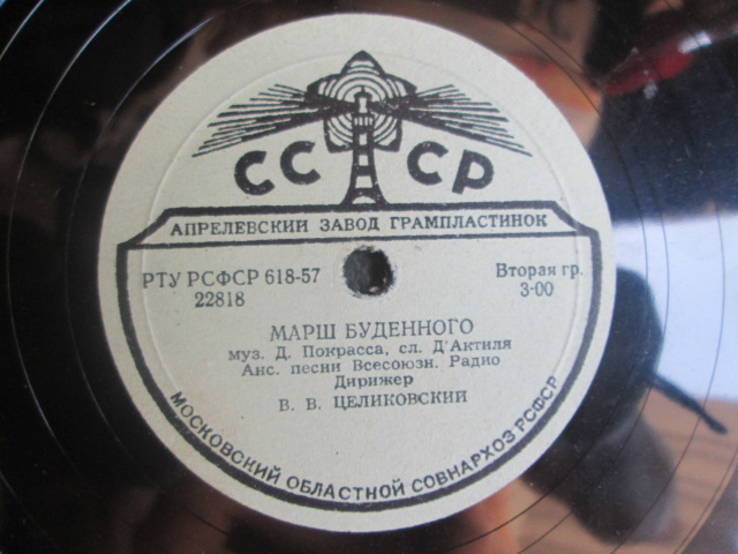 СССР
АПРЕЛЕВСКИЙ ЗАВОД ГРАМПЛАСТИНОК
РТУ РСФСР 618-57
22818
Вторая гр.
3-00
МАРШ БУДЕННОГО
муз. Д. Покрасса, сл. Д'Актиля
Анс. песни Всесоюзн. Радио
Дирижер
В. В. ЦЕЛИКОВСКИЙ
МОСКОВСКИЙ ОБЛАСТНОЙ СОВНАРХОЗ РСФСР